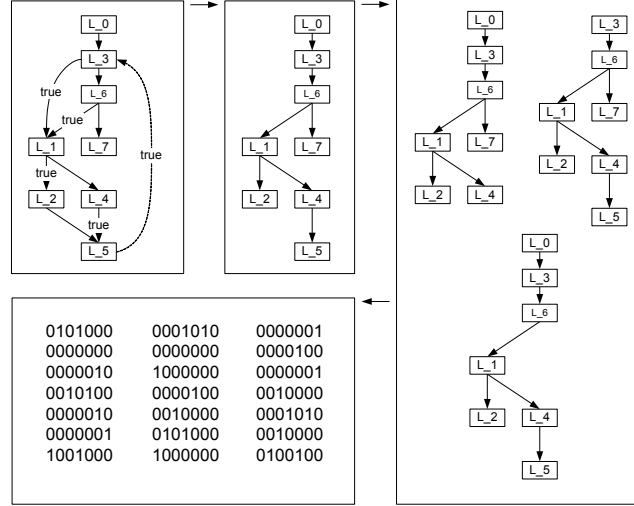 L_0
L_3
true
L_6
true
L_1
L_7
true
true
L_2
L_4
true
L_5
L_0
L_3
L_6
L_1
L_7
L_2
L_4
L_5
L_0
L_3
L_6
L_1
L_7
L_2
L_4
L_3
L_6
L_1
L_7
L_2
L_4
L_5
L_0
L_3
L_6
L_1
L_2
L_4
L_5
0101000 0001010 0000001
0000000 0000000 0000100
0000010 1000000 0000001
0010100 0000100 0010000
0000010 0010000 0001010
0000001 0101000 0010000
1001000 1000000 0100100